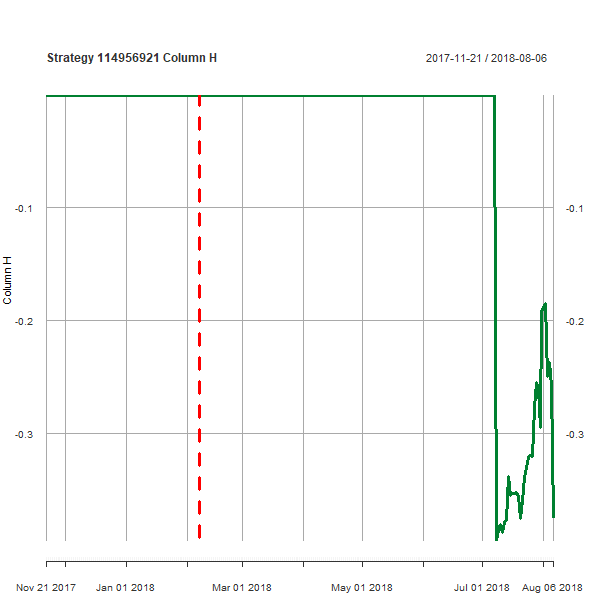 Strategy 114956921 Column H
2017-11-21 / 2018-08-06
-0.1
-0.1
-0.2
-0.2
-0.3
-0.3
Column H
Nov 21 2017
Jan 01 2018
Mar 01 2018
May 01 2018
Jul 01 2018
Aug 06 2018